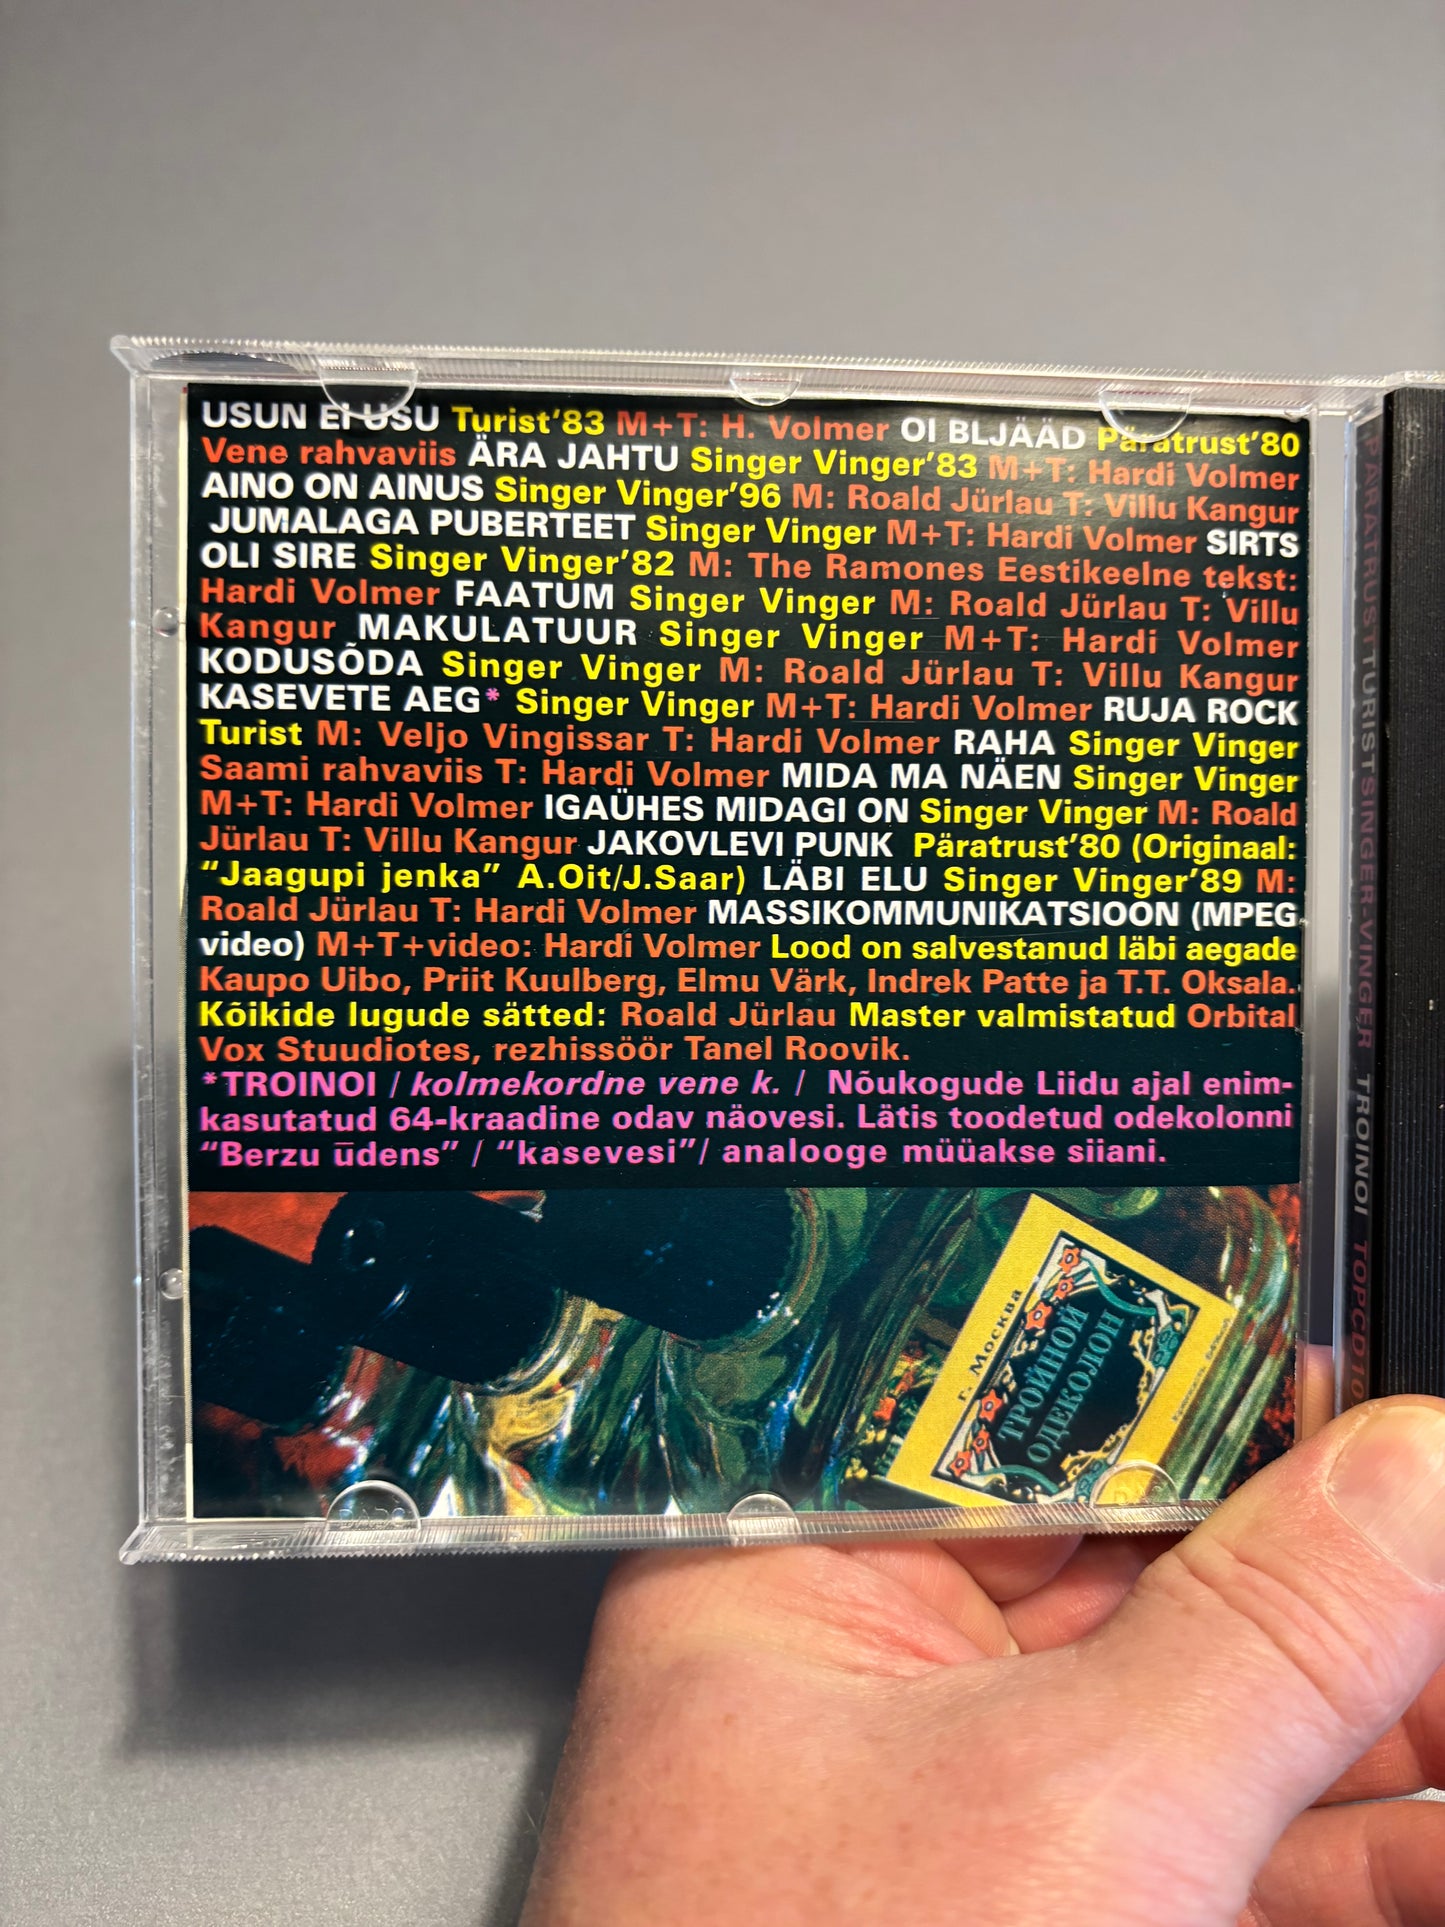 USUN EI USU Turist'83 M+T: H. Volmer OI BLJÄÄD Päratrust'80
Vene rahvaviis ÄRA JAHTU Singer Vinger'83 M+T: Hardi Volmer
AINO ON AINUS Singer Vinger'96 M: Roald Jürlau T: Villu Kangur
JUMALAGA PUBERTEET Singer Vinger M+T: Hardi Volmer SIRTS
OLI SIRE Singer Vinger'82 M: The Ramones Eestikeelne tekst:
Hardi Volmer FAATUM Singer Vinger M: Roald Jürlau T: Villu
Kangur MAKULATUUR Singer Vinger M+T: Hardi Volmer
KODUSÕDA Singer Vinger M: Roald Jürlau T: Villu Kangur
KASEVETE AEG* Singer Vinger M+T: Hardi Volmer RUJA ROCK
Turist M: Veljo Vingissar T: Hardi Volmer RAHA Singer Vinger
Saami rahvaviis T: Hardi Volmer MIDA MA NÄEN Singer Vinger
M+T: Hardi Volmer IGAÜHES MIDAGI ON Singer Vinger M: Roald
Jürlau T: Villu Kangur JAKOVLEVI PUNK Päratrust'80 (Originaal:
"Jaagupi jenka" A.Oit/J.Saar) LÄBI ELU Singer Vinger'89 M:
Roald Jürlau T: Hardi Volmer MASSIKOMMUNIKATSIOON (MPEG
video) M+T+video: Hardi Volmer Lood on salvestanud läbi aegade
Kaupo Uibo, Priit Kuulberg, Elmu Värk, Indrek Patte ja T.T. Oksala.
Kõikide lugude sätted: Roald Jürlau Master valmistatud Orbital
Vox Stuudiotes, rezhissöör Tanel Roovik.
*TROINOI / kolmekordne vene k. / Nõukogude Liidu ajal enim-
kasutatud 64-kraadine odav näovesi. Lätis toodetud odekolonni
"Berzu ūdens" / "kasevesi"/ analooge müüakse siiani.
г. Москва
ТРОЙНОЙ
ОДЕКОЛОН
PÄRATRUST TURIST SINGER-VINGER TROINOI TOPCD10